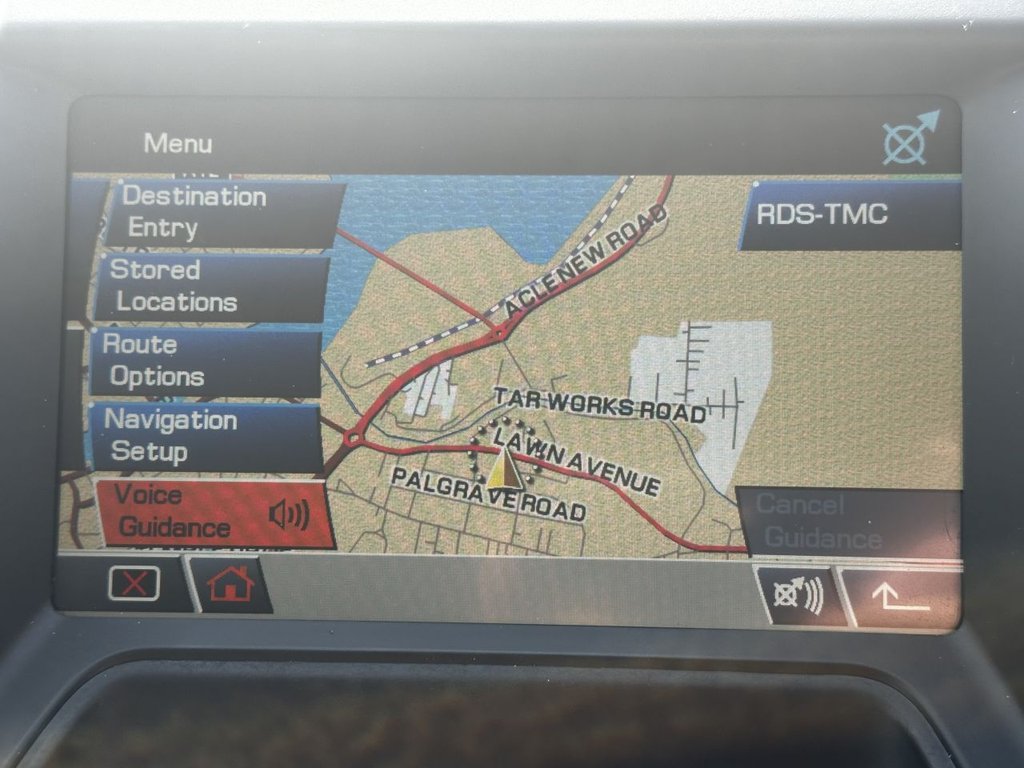 Menu
Destination
Entry
RDS-TMC
Stored
Locations
ACLE NEW ROAD
Route
Options
TAR WORKS ROAD
Navigation
Setup
LAWN AVENUE
PALGRAVE ROAD
Voice
Guidance
Cancel
Guidance